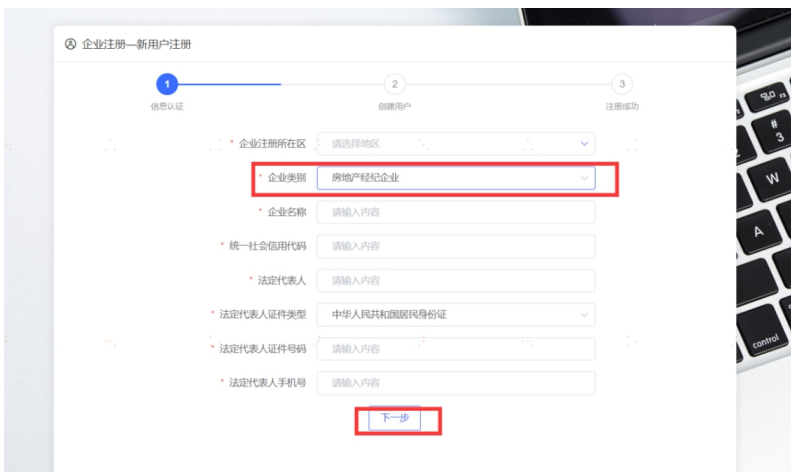 企业注册—新用户注册
1
2
3
信息认证
创建用户
注册成功
* 企业注册所在区 请选择地区
* 企业类别 房地产经纪企业
* 企业名称 请输入内容
* 统一社会信用代码 请输入内容
* 法定代表人 请输入内容
* 法定代表人证件类型 中华人民共和国居民身份证
* 法定代表人证件号码 请输入内容
* 法定代表人手机号 请输入内容
下一步
#
3
W
A
control